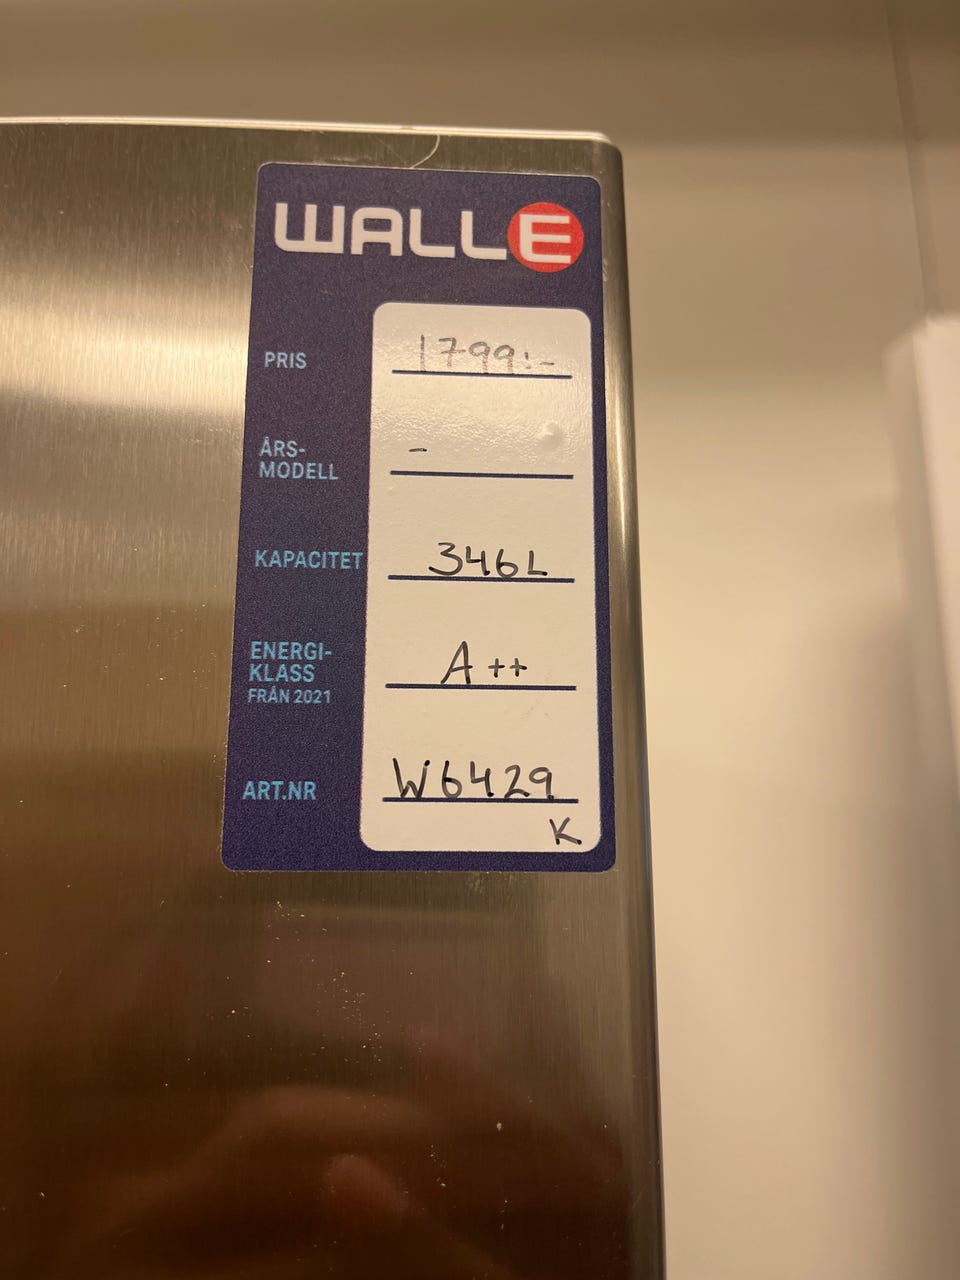 WALLE
PRIS 1799:-
ÅRS-
MODELL -
KAPACITET 346L
ENERGI-
KLASS A++
FRÅN 2021
ART.NR W6429
K